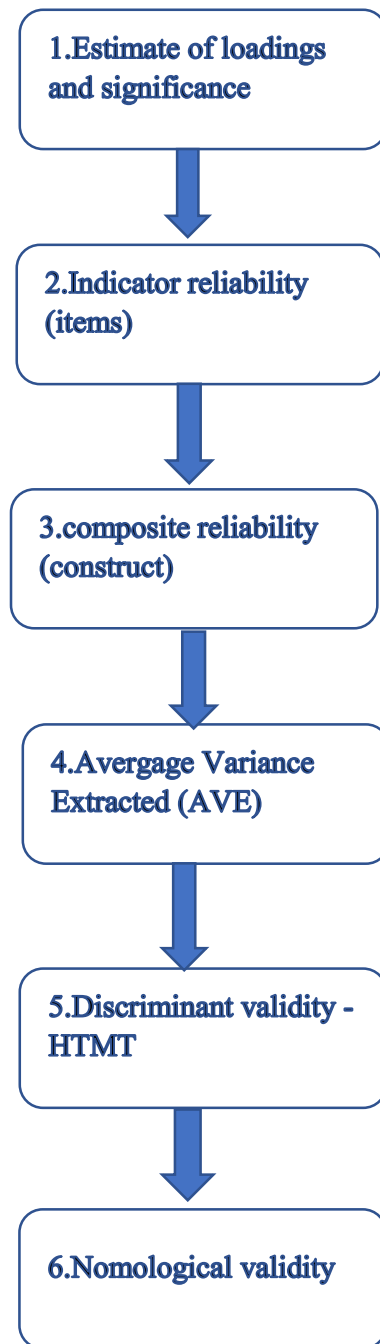 1.Estimate of loadings
and significance
2.Indicator reliability
(items)
3.composite reliability
(construct)
4.Avergage Variance
Extracted (AVE)
5.Discriminant validity -
HTMT
6.Nomological validity